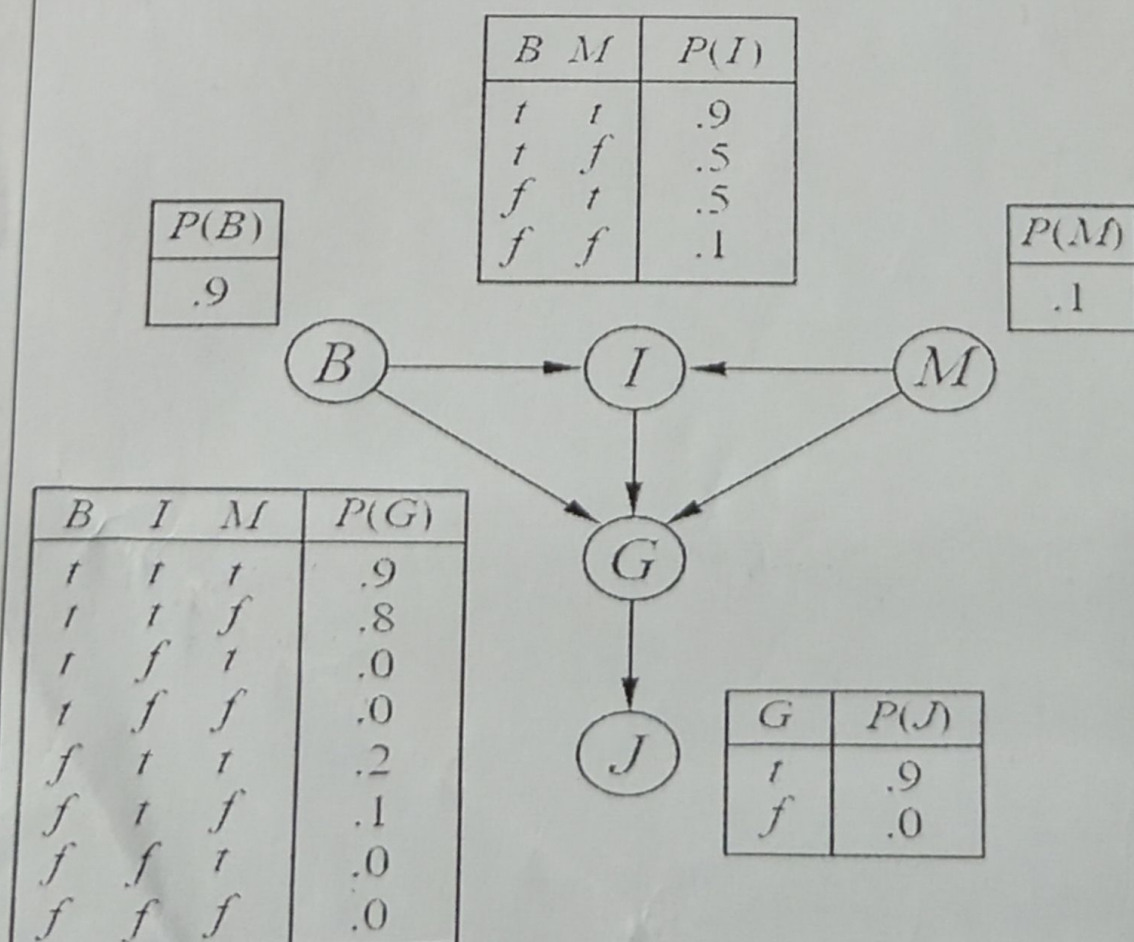 B M P(I)
t t .9
t f .5
f t .5
f f .1
P(B)
.9
P(M)
.1
B I M
B I M P(G)
t t t .9
t t f .8
t f t .0
t f f .0
f t t .2
f t f .1
f f t .0
f f f .0
G
J
G P(J)
t .9
f .0